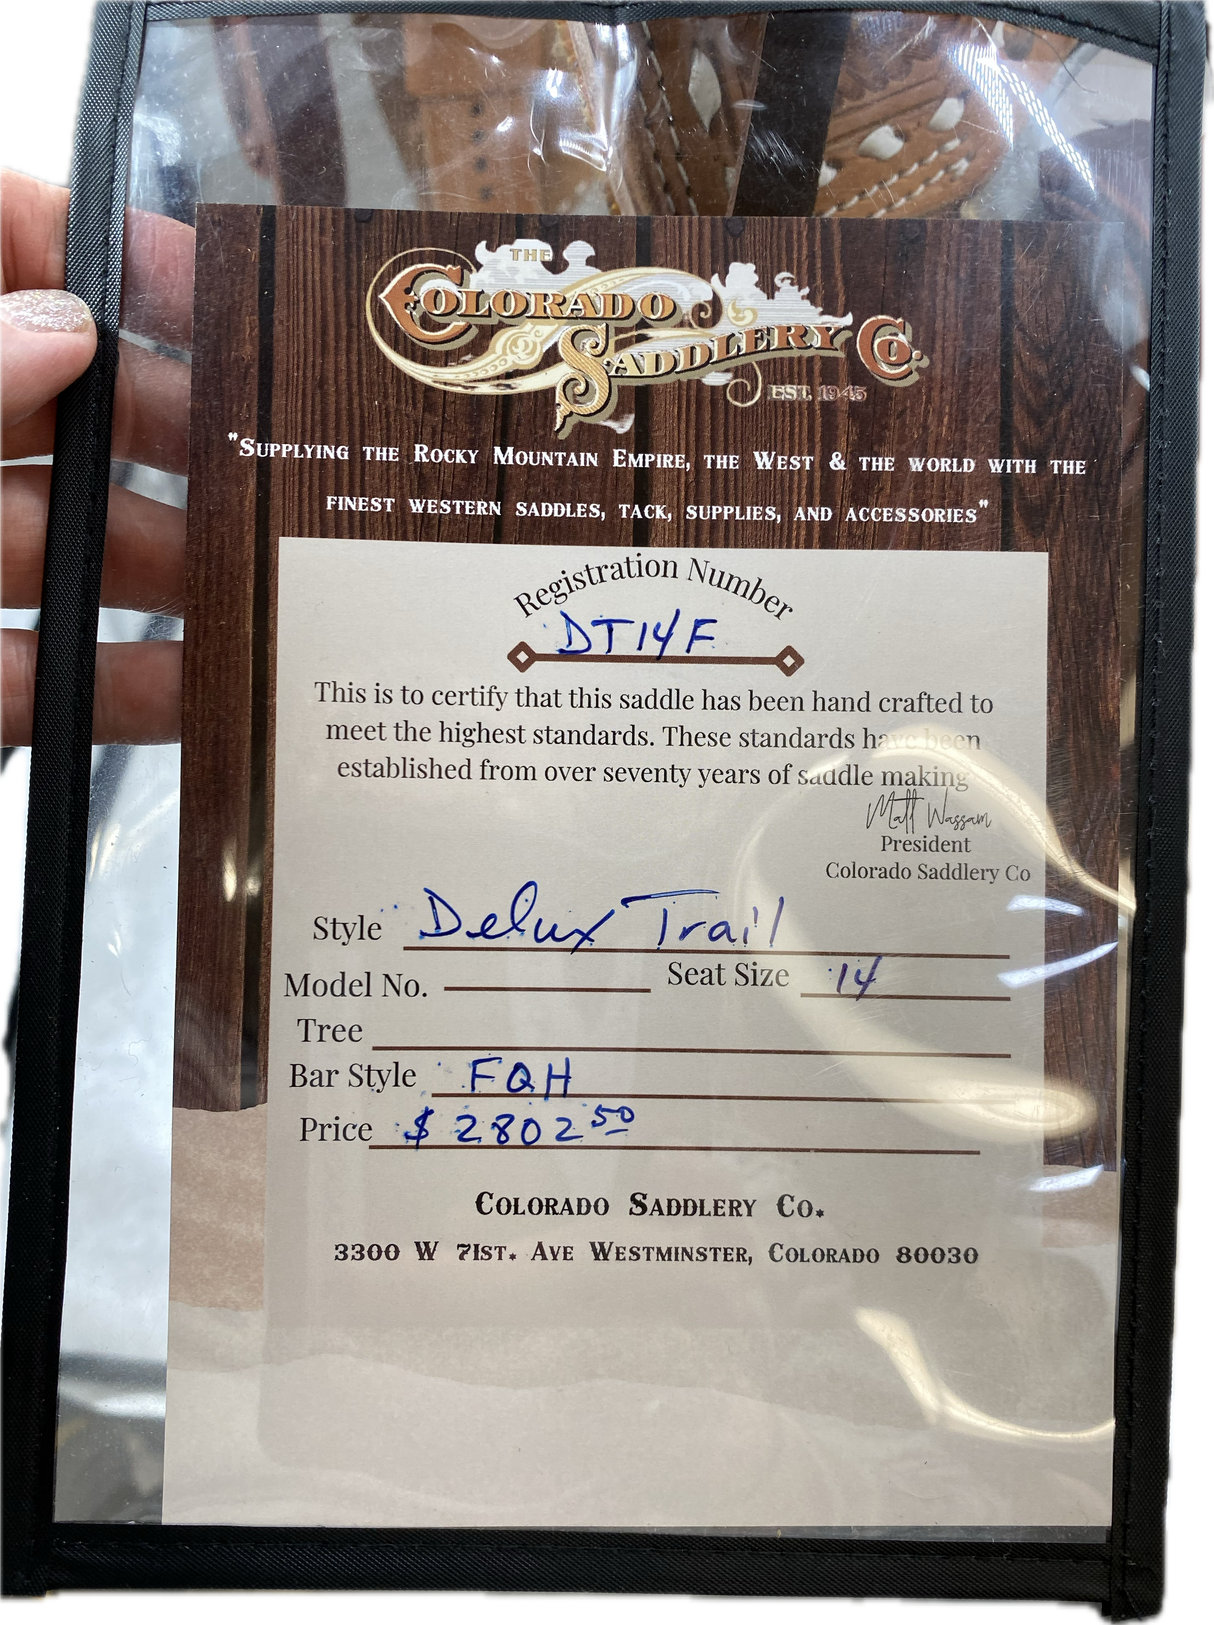 THE
COLORADO
SADDLERY CO.
EST. 1945
"SUPPLYING THE ROCKY MOUNTAIN EMPIRE, THE WEST & THE WORLD WITH THE
FINEST WESTERN SADDLES, TACK, SUPPLIES, AND ACCESSORIES"
Registration Number
DT14F
This is to certify that this saddle has been hand crafted to
meet the highest standards. These standards have been
established from over seventy years of saddle making
Matt Wassam
President
Colorado Saddlery Co
Style Delux Trail
Model No. Seat Size 14
Tree
Bar Style FQH
Price $2802 50
COLORADO SADDLERY CO.
3300 W 71ST. AVE WESTMINSTER, COLORADO 80030